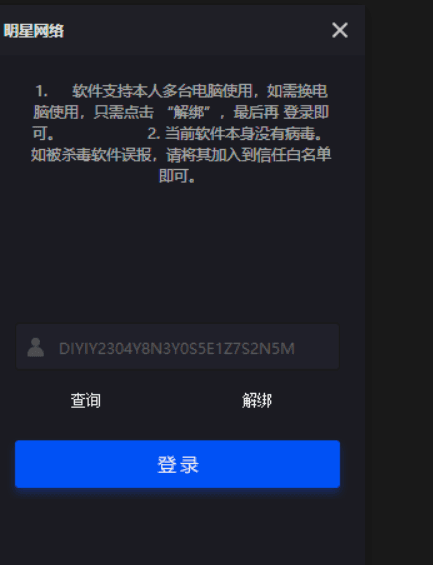 明星网络
1. 软件支持本人多台电脑使用，如需换电
脑使用，只需点击 “解绑”，最后再 登录即
可。 2. 当前软件本身没有病毒。
如被杀毒软件误报，请将其加入到信任白名单
即可。
DIYIY2304Y8N3Y0S5E1Z7S2N5M
查询 解绑
登录